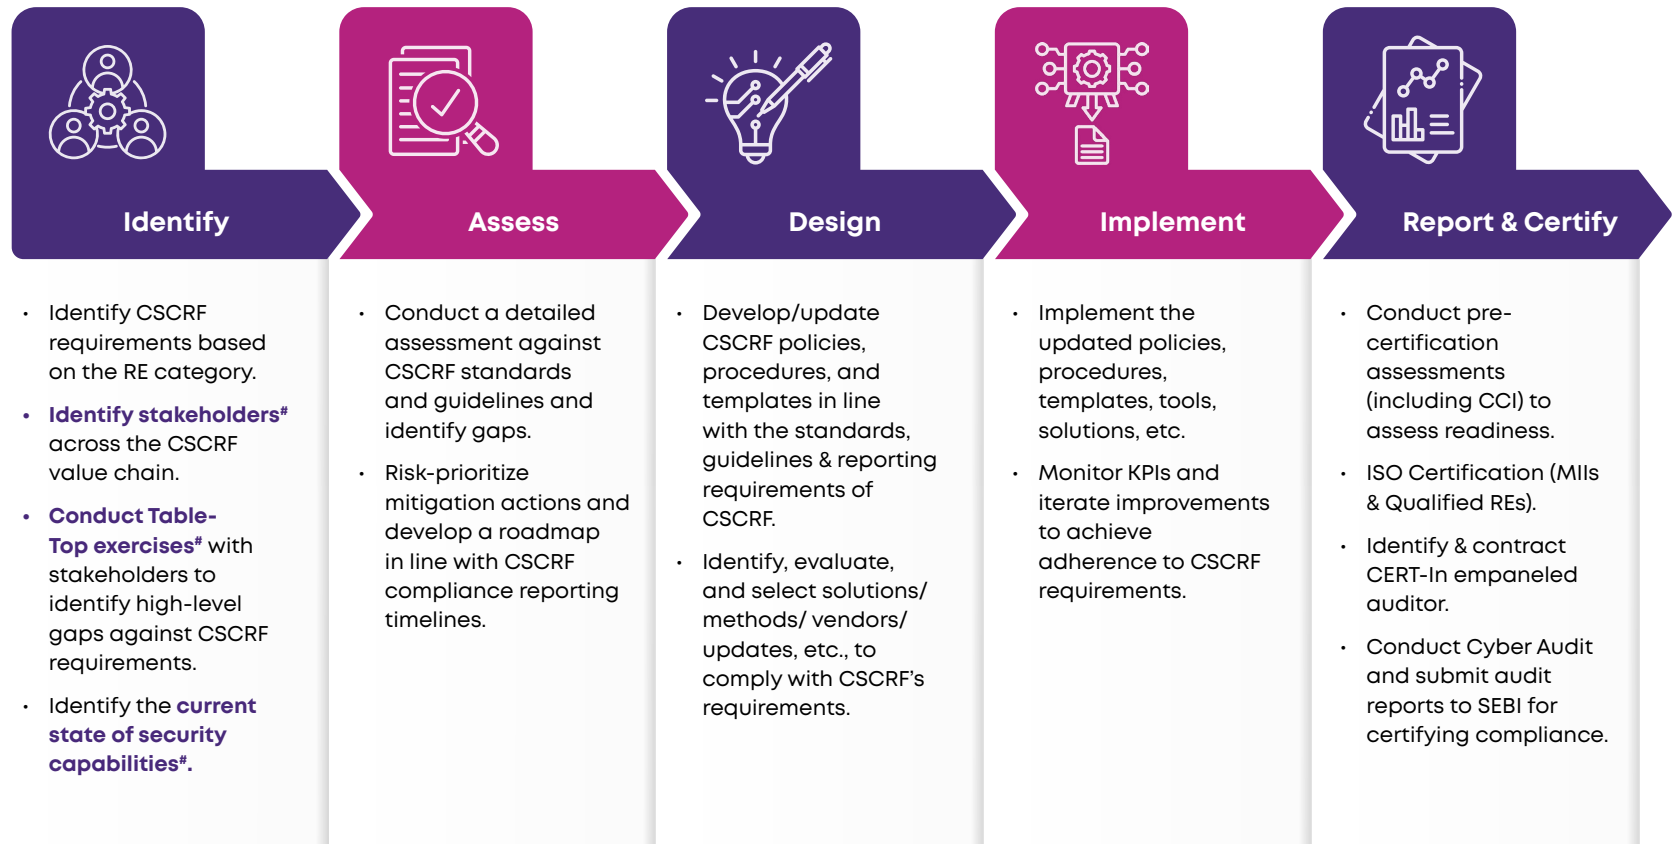 Identify
• Identify CSCRF
requirements based
on the RE category.
• Identify stakeholders#
across the CSCRF
value chain.
• Conduct Table-
Top exercises# with
stakeholders to
identify high-level
gaps against CSCRF
requirements.
• Identify the current
state of security
capabilities#.
Assess
• Conduct a detailed
assessment against
CSCRF standards
and guidelines and
identify gaps.
• Risk-prioritize
mitigation actions and
develop a roadmap
in line with CSCRF
compliance reporting
timelines.
Design
• Develop/update
CSCRF policies,
procedures, and
templates in line
with the standards,
guidelines & reporting
requirements of
CSCRF.
• Identify, evaluate,
and select solutions/
methods/ vendors/
updates, etc., to
comply with CSCRF’s
requirements.
Implement
• Implement the
updated policies,
procedures,
templates, tools,
solutions, etc.
• Monitor KPIs and
iterate improvements
to achieve
adherence to CSCRF
requirements.
Report & Certify
• Conduct pre-
certification
assessments
(including CCI) to
assess readiness.
• ISO Certification (MIIs
& Qualified REs).
• Identify & contract
CERT-In empaneled
auditor.
• Conduct Cyber Audit
and submit audit
reports to SEBI for
certifying compliance.